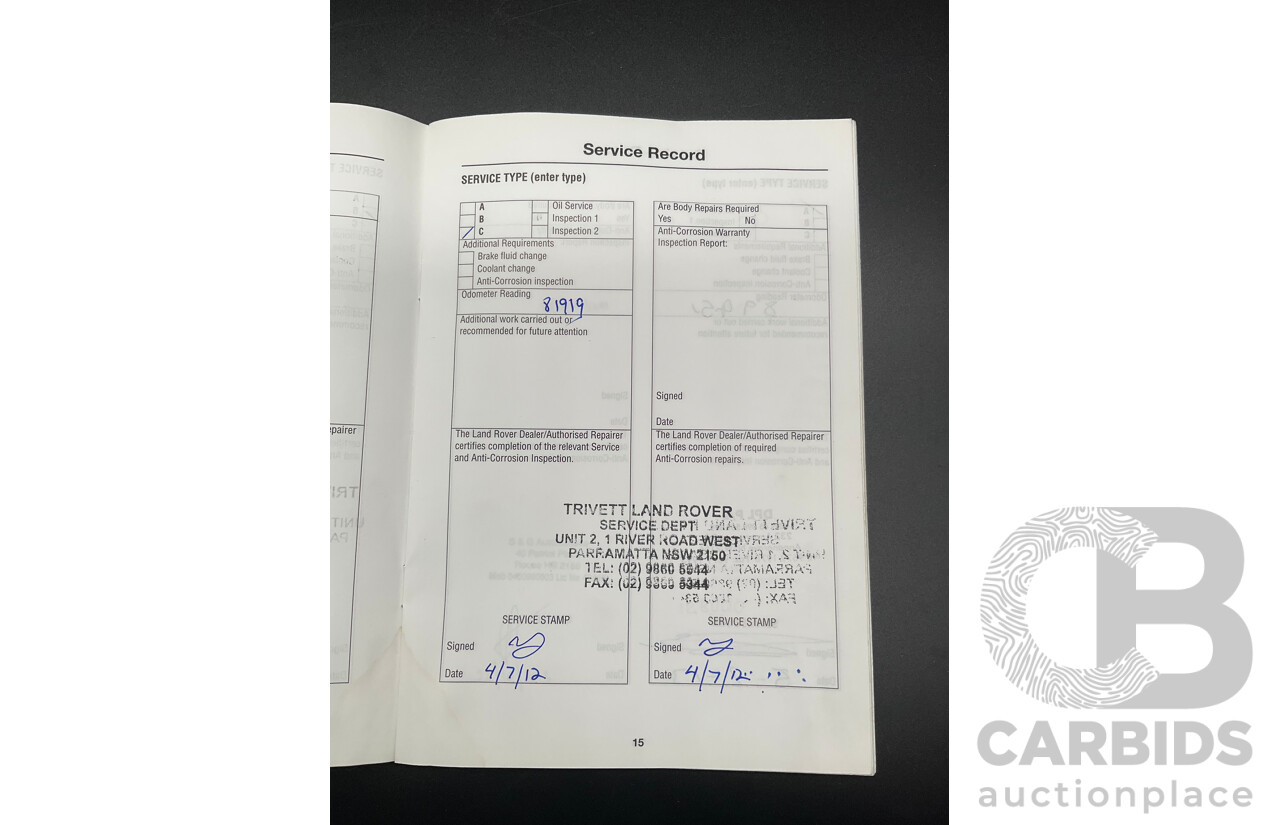 Service Record
SERVICE TYPE (enter type)
A
B
C
Oil Service
Inspection 1
Inspection 2
Additional Requirements
Brake fluid change
Coolant change
Anti-Corrosion inspection
Odometer Reading
81919
Additional work carried out or
recommended for future attention
The Land Rover Dealer/Authorised Repairer
certifies completion of the relevant Service
and Anti-Corrosion Inspection.
Are Body Repairs Required
Yes No
Anti-Corrosion Warranty
Inspection Report:
Signed
Date
The Land Rover Dealer/Authorised Repairer
certifies completion of required
Anti-Corrosion repairs.
TRIVETT LAND ROVER
SERVICE DEPT
UNIT 2, 1 RIVER ROAD WEST
PARRAMATTA NSW 2150
TEL: (02) 9860 5544
FAX: (02) 9860 5344
SERVICE STAMP
Signed
Date 4/7/12
SERVICE STAMP
Signed
Date 4/7/12
15
epairer
CARBIDS
auctionplace